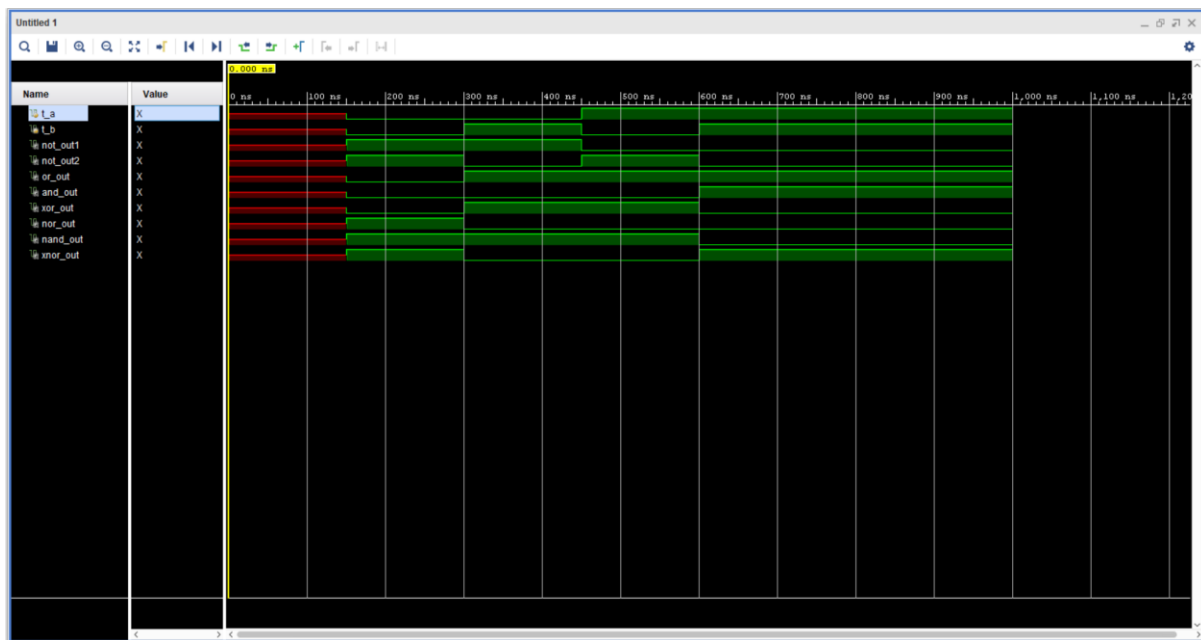 Untitled 1
0.000 ns
Name Value
0 ns 100 ns 200 ns 300 ns 400 ns 500 ns 600 ns 700 ns 800 ns 900 ns 1,000 ns 1,100 ns 1,20
t_a X
t_b X
not_out1 X
not_out2 X
or_out X
and_out X
xor_out X
nor_out X
nand_out X
xnor_out X